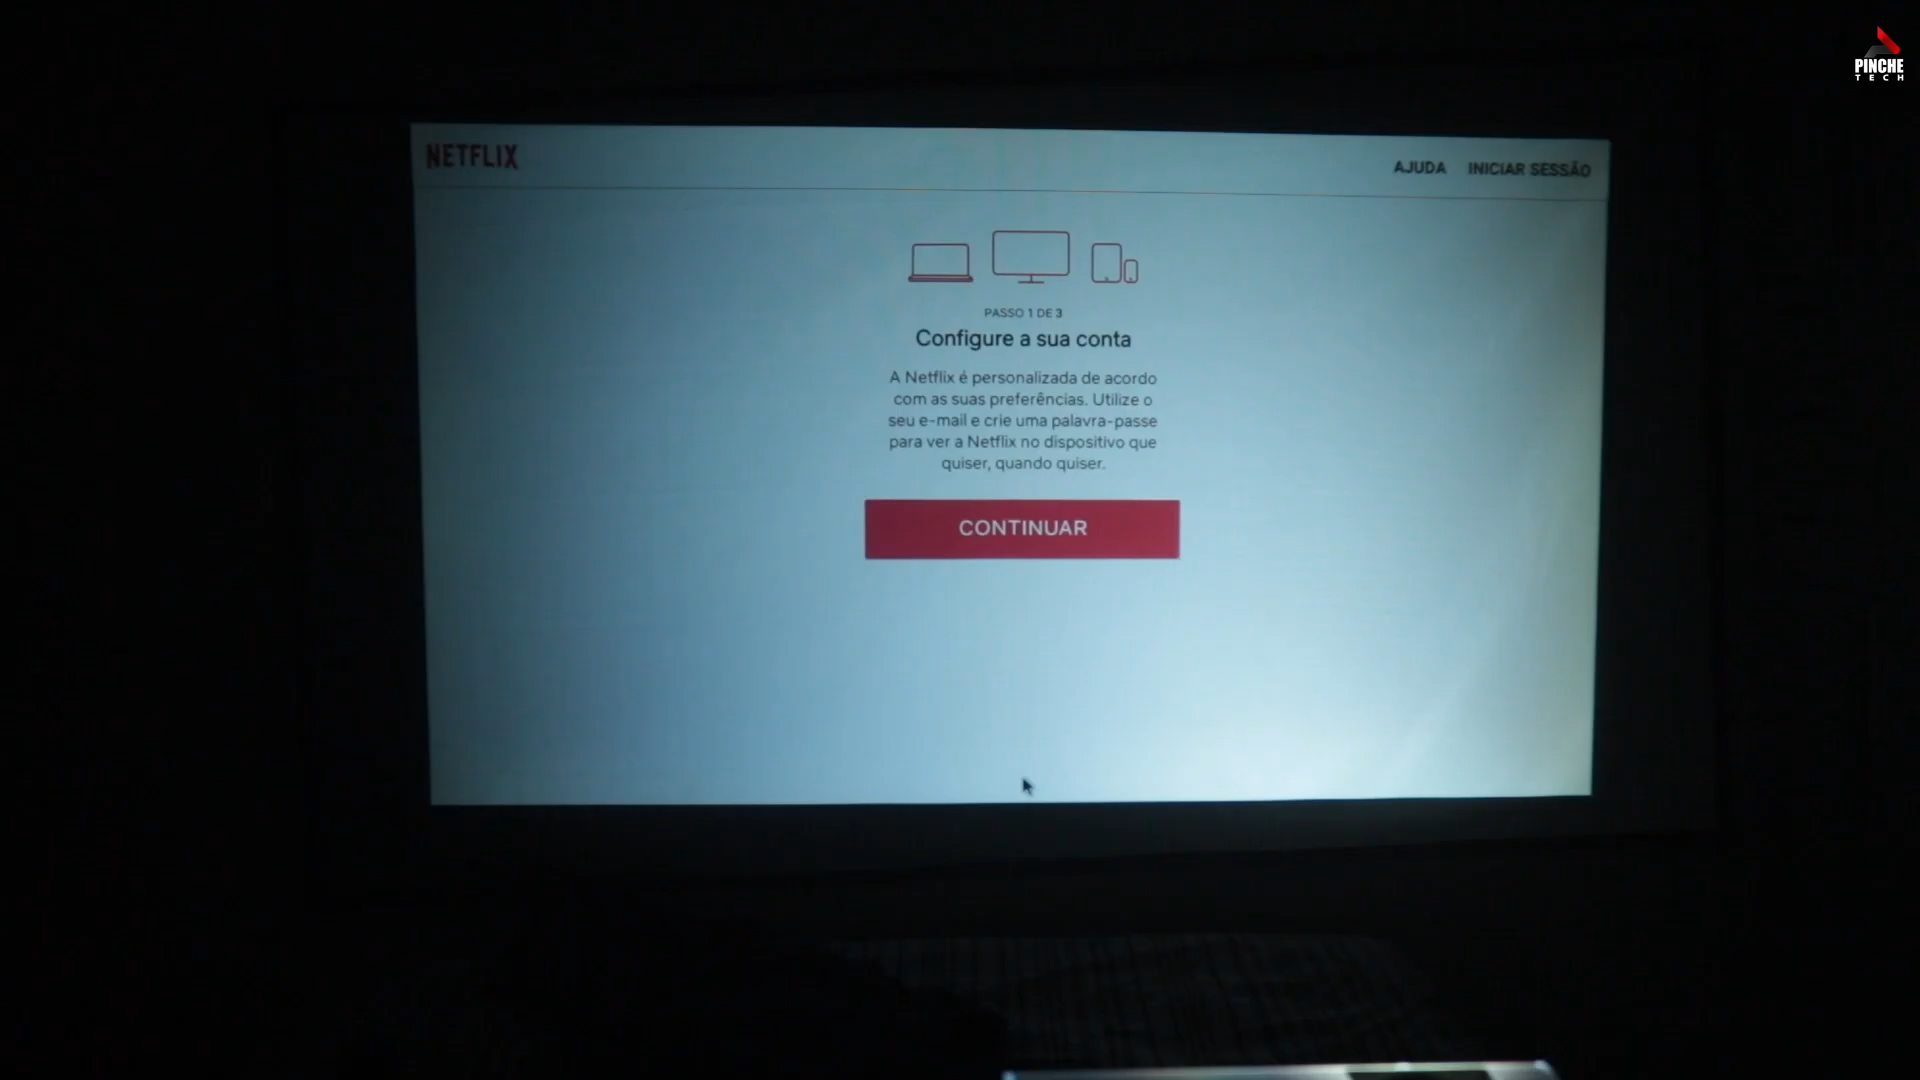 PINCHE
TECH
NETFLIX
AJUDA INICIAR SESSÃO
PASSO 1 DE 3
Configure a sua conta
A Netflix é personalizada de acordo
com as suas preferências. Utilize o
seu e-mail e crie uma palavra-passe
para ver a Netflix no dispositivo que
quiser, quando quiser.
CONTINUAR